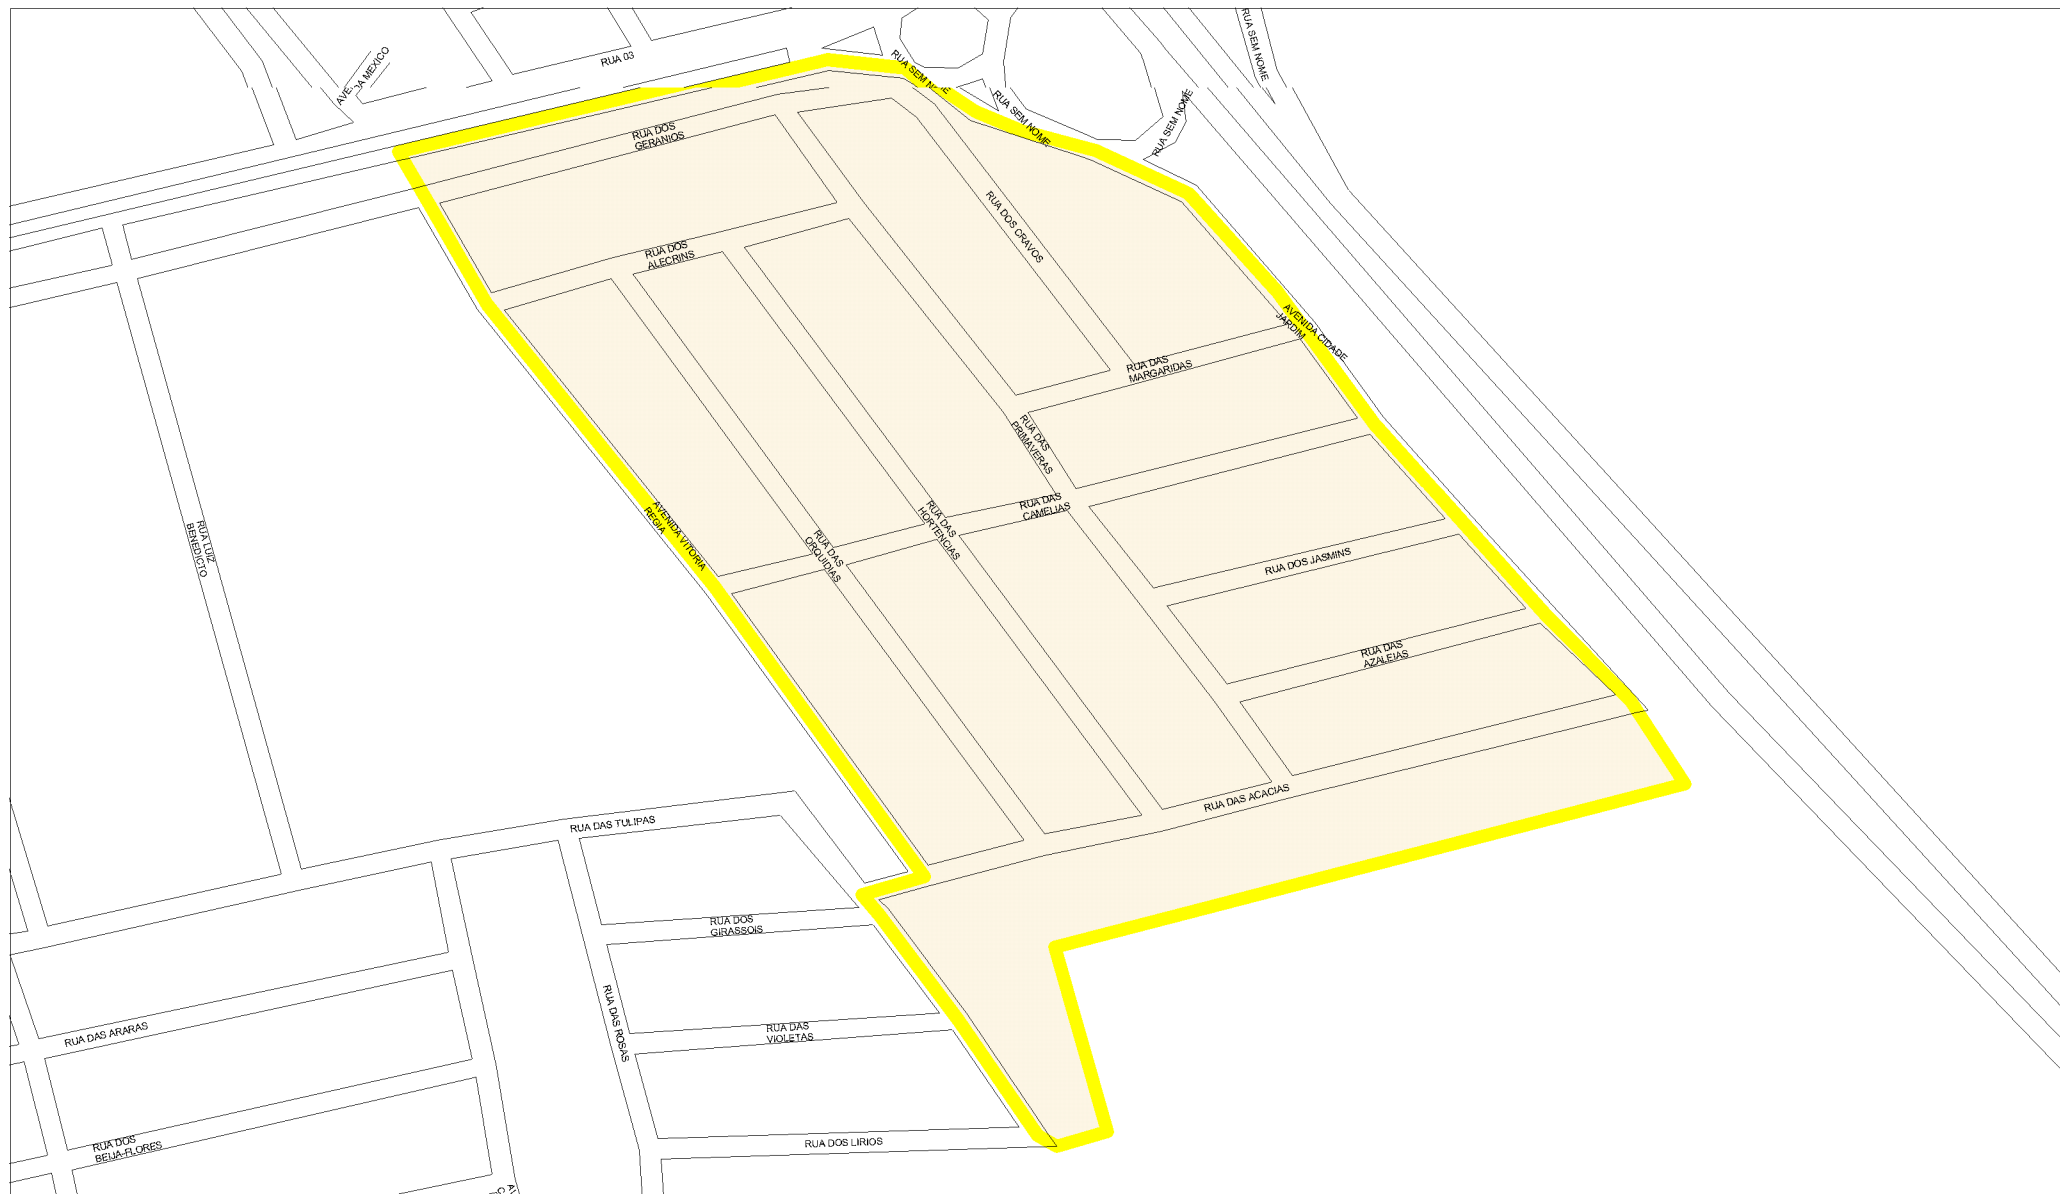 RUA SEM NOME
RUA 03
RUA SEM NOME
RUA SEM NOME
RUA SEM NOME
RUA DOS
GERANIOS
RUA DOS CRAVOS
RUA DOS
ALECRINS
AVENIDA CIDADE
JARDIM
RUA DAS
MARGARIDAS
RUA DAS
PRIMAVERAS
RUA DAS
CAMELIAS
RUA DAS
HORTENCIAS
AVENIDA VITORIA
REGIA
RUA DAS
ORQUIDIAS
RUA LUIZ
BENEDICTO
RUA DOS JASMINS
RUA DAS
AZALEIAS
RUA DAS ACACIAS
RUA DAS TULIPAS
RUA DOS
GIRASSOIS
RUA DAS ROSAS
RUA DAS
VIOLETAS
RUA DAS ARARAS
RUA DOS
BEIJA-FLORES
RUA DOS LIRIOS